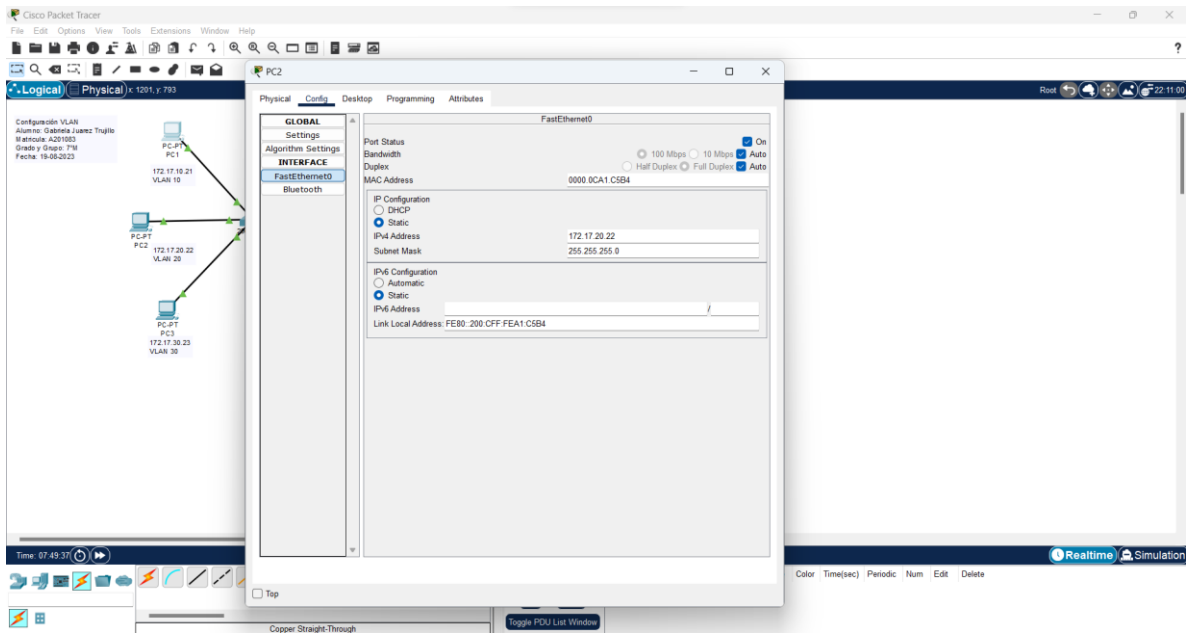 Cisco Packet Tracer
File Edit Options View Tools Extensions Window Help
?
Logical Physical x: 1201, y: 793
Root 22:11:00
Configuración VLAN
Alumno: Gabriela Juarez Trujillo
Matricula: A201083
Grado y Grupo: 7°M
Fecha: 19-08-2023
PC-PT
PC1
172.17.10.21
VLAN 10
PC-PT
PC2
172.17.20.22
VLAN 20
PC-PT
PC3
172.17.30.23
VLAN 30
PC2
Physical Config Desktop Programming Attributes
GLOBAL
Settings
Algorithm Settings
INTERFACE
FastEthernet0
Bluetooth
FastEthernet0
Port Status On
Bandwidth 100 Mbps 10 Mbps Auto
Duplex Half Duplex Full Duplex Auto
MAC Address 0000.0CA1.C5B4
IP Configuration
DHCP
Static
IPv4 Address 172.17.20.22
Subnet Mask 255.255.255.0
IPv6 Configuration
Automatic
Static
IPv6 Address /
Link Local Address: FE80::200:CFF:FEA1:C5B4
Top
Time: 07:49:37
Realtime Simulation
Color Time(sec) Periodic Num Edit Delete
Toggle PDU List Window
Copper Straight-Through